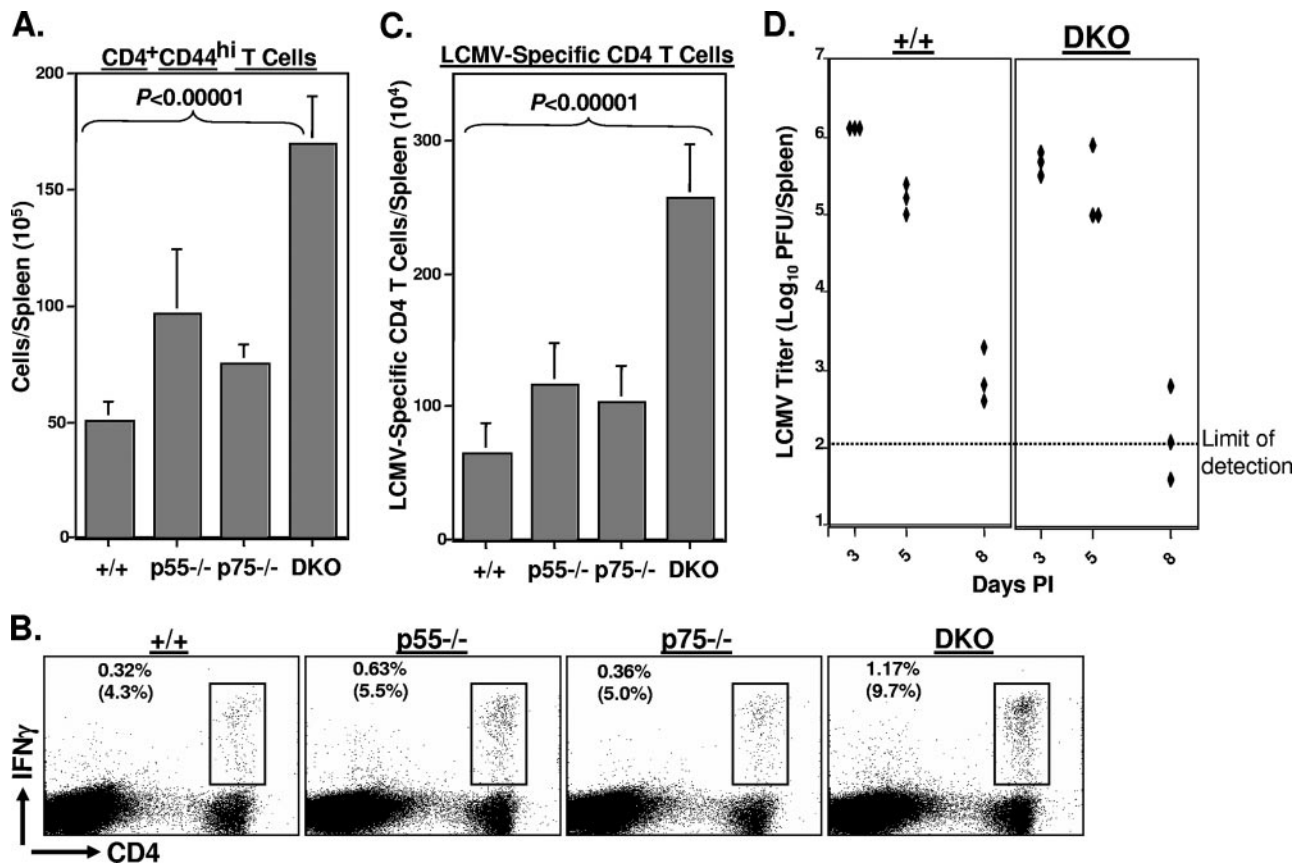 A.
CD4+CD44hi T Cells
200
150
100
50
0
Cells/Spleen (10⁵)
P<0.00001
+/+ p55-/- p75-/- DKO
C.
LCMV-Specific CD4 T Cells
300
200
100
0
LCMV-Specific CD4 T Cells/Spleen (10⁴)
P<0.00001
+/+ p55-/- p75-/- DKO
D.
+/+ DKO
7
6
5
4
3
2
1
LCMV Titer (Log₁₀ PFU/Spleen)
Limit of
detection
3 5 8 3 5 8
Days PI
B.
+/+ p55-/- p75-/- DKO
0.32% 0.63% 0.36% 1.17%
(4.3%) (5.5%) (5.0%) (9.7%)
IFNγ
CD4